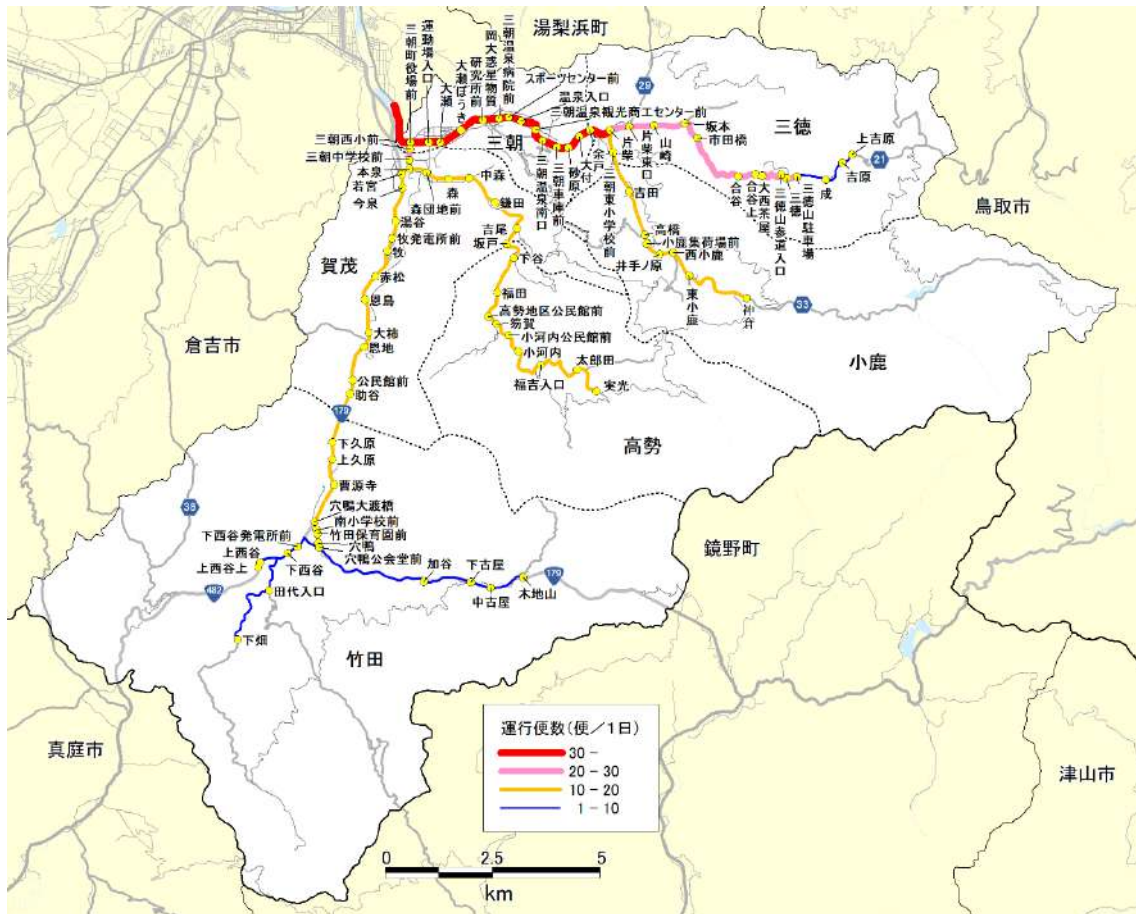 湯梨浜町
三朝町役場前
運動場入口
大瀬
大瀬ぼうき
研究所前
岡大惑星物質
三朝温泉病院前
スポーツセンター前
温泉入口
三朝温泉観光商工センター前
29
三徳
三朝
三朝西小前
三朝中学校前
本泉
若宮
今泉
森団地前
森
中森
鎌田
三朝温泉南口
三朝車庫前
砂原
大付
余戸
三朝東小学校前
片柴
片柴東口
山崎
坂本
市田橋
合谷
合谷上
大西茶屋
三徳山参道入口
三徳
三徳山駐車場
成
吉原
上吉原
21
鳥取市
湯谷
牧発電所前
牧
赤松
恩鳥
大柿
恩地
公民館前
助谷
179
賀茂
倉吉市
吉尾
坂戸
下谷
福田
高勢地区公民館前
筋賀
小河内公民館前
小河内
福吉入口
太郎田
実光
吉田
高橋
小鹿集荷場前
西小鹿
井手ノ原
東小鹿
神倉
33
小鹿
高勢
下久原
上久原
曹源寺
穴鴨大渡橋
南小学校前
竹田保育園前
穴鴨
穴鴨公会堂前
38
下西谷発電所前
上西谷
上西谷上
下西谷
482
田代入口
下畑
加谷
下古屋
中古屋
木地山
179
竹田
鏡野町
真庭市
津山市
運行便数(便/1日)
30 -
20 - 30
10 - 20
1 - 10
0 2.5 5
km